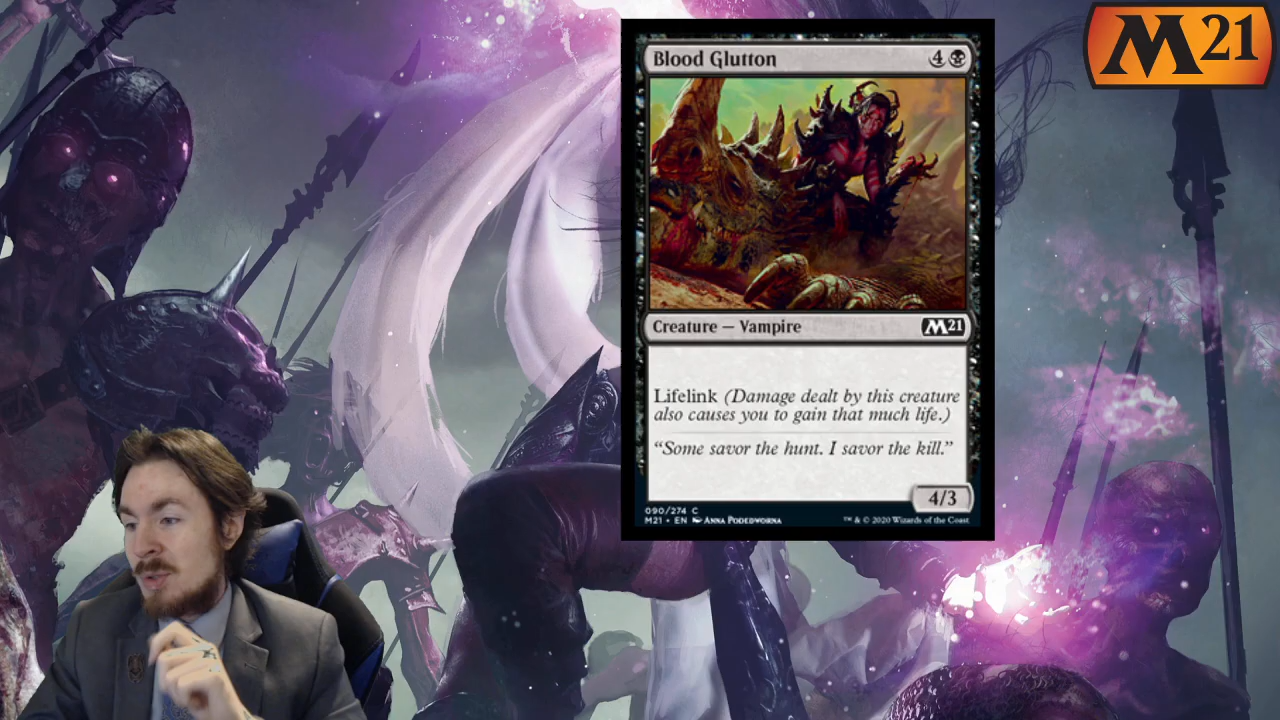 M21
Blood Glutton 4
Creature — Vampire M21
Lifelink (Damage dealt by this creature
also causes you to gain that much life.)
“Some savor the hunt. I savor the kill.”
4/3
090/274 C
M21 • EN Anna Podedworna
™ & © 2020 Wizards of the Coast